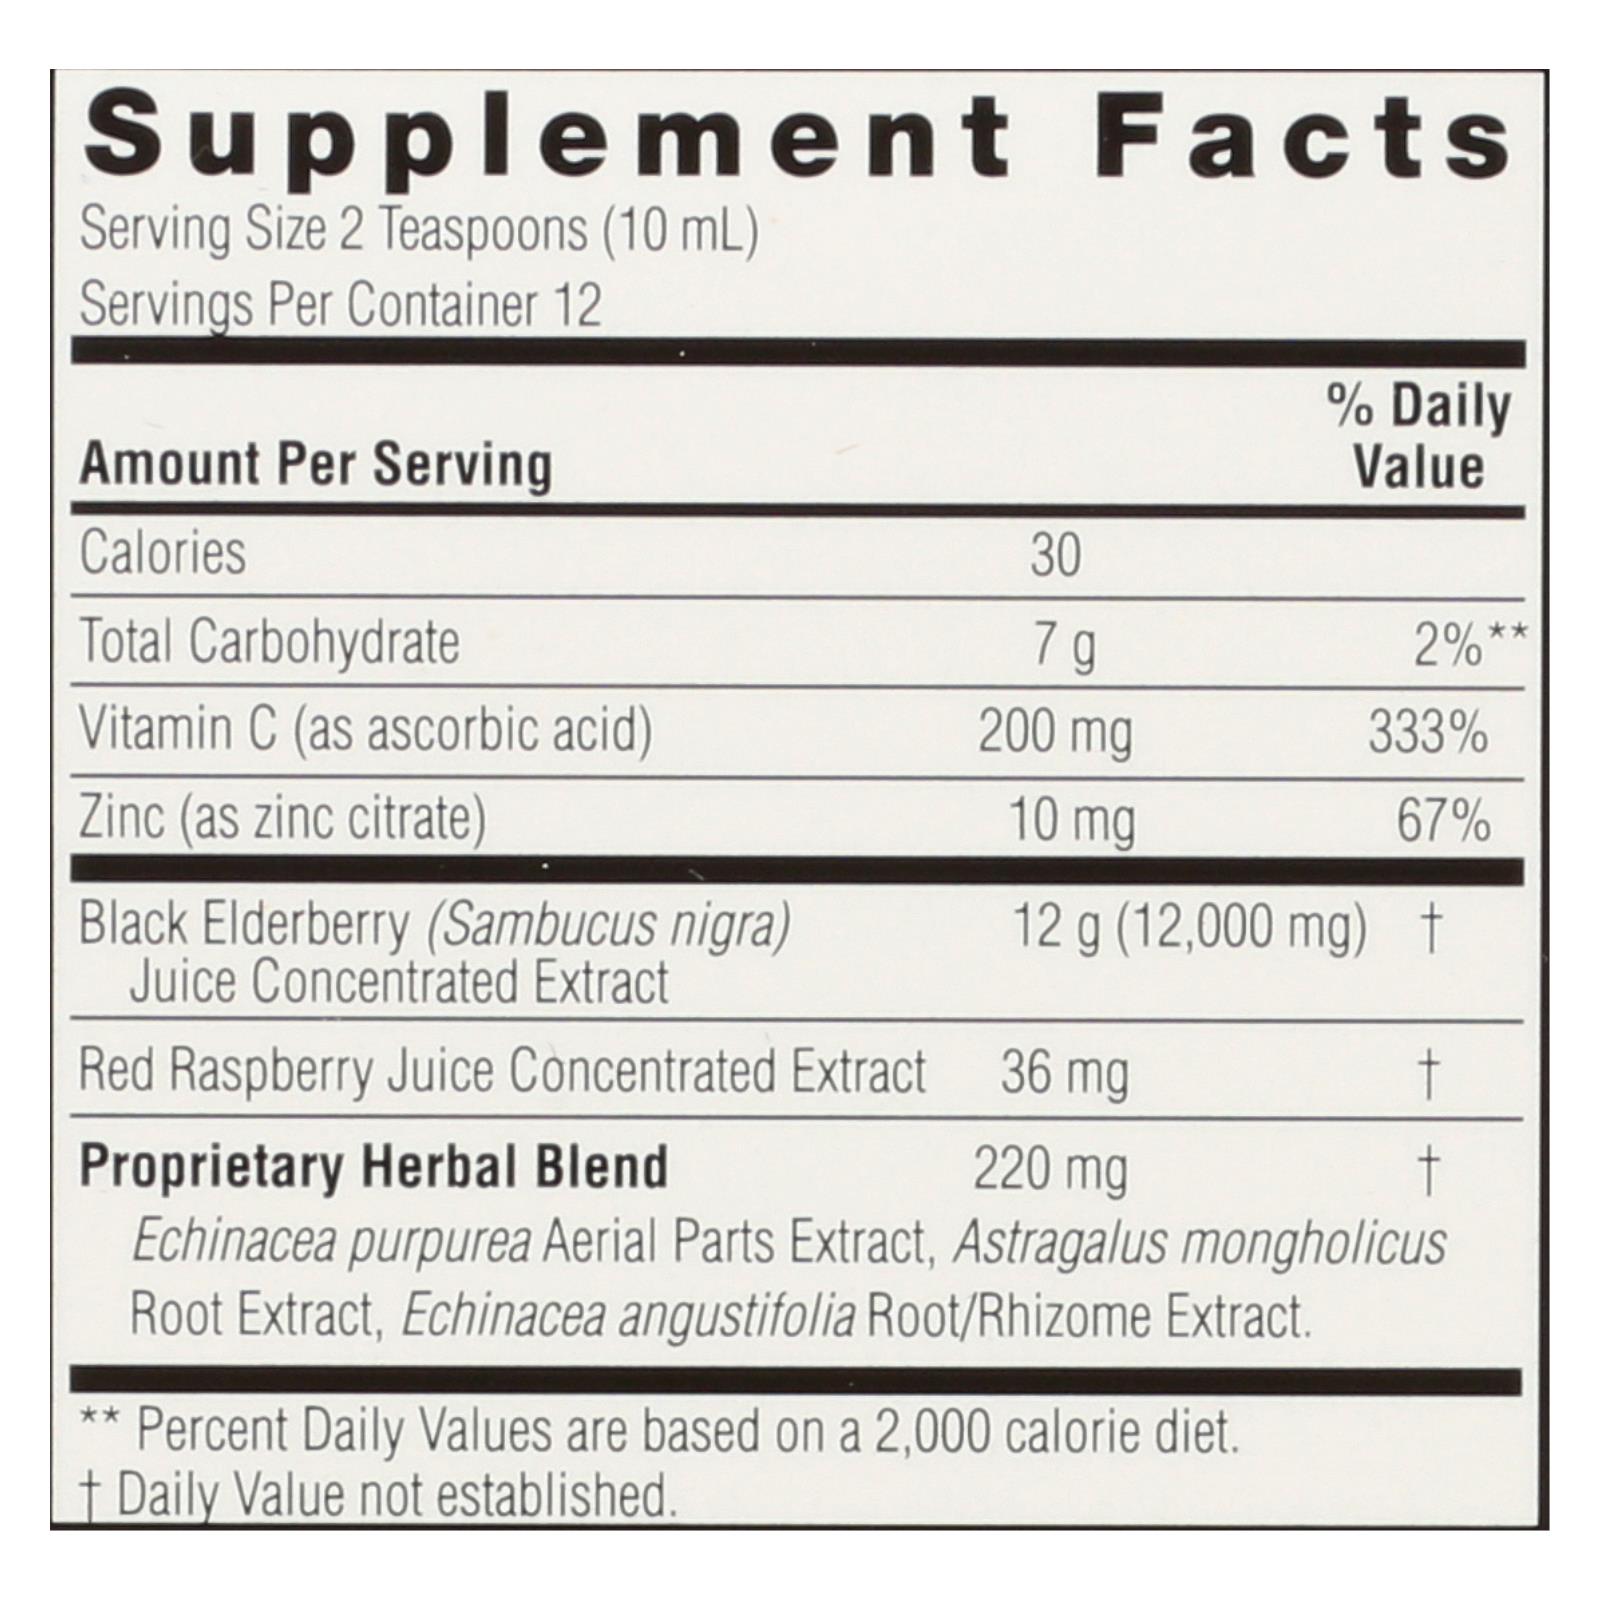 Supplement Facts
Serving Size 2 Teaspoons (10 mL)
Servings Per Container 12
% Daily
Value
Amount Per Serving
Calories 30
Total Carbohydrate 7 g 2%**
Vitamin C (as ascorbic acid) 200 mg 333%
Zinc (as zinc citrate) 10 mg 67%
Black Elderberry (Sambucus nigra) 12 g (12,000 mg) †
Juice Concentrated Extract
Red Raspberry Juice Concentrated Extract 36 mg †
Proprietary Herbal Blend 220 mg †
Echinacea purpurea Aerial Parts Extract, Astragalus mongholicus
Root Extract, Echinacea angustifolia Root/Rhizome Extract.
** Percent Daily Values are based on a 2,000 calorie diet.
† Daily Value not established.